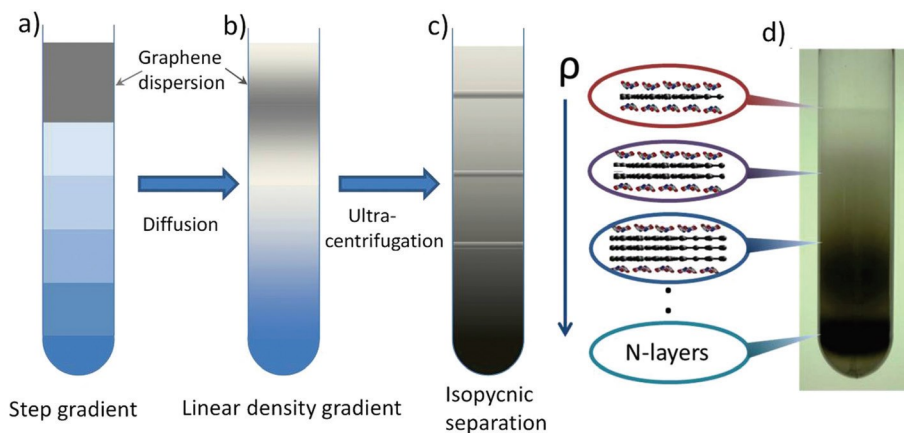 a)
Graphene
dispersion
b)
c)
ρ
d)
Diffusion
Ultra-
centrifugation
N-layers
Step gradient
Linear density gradient
Isopycnic
separation